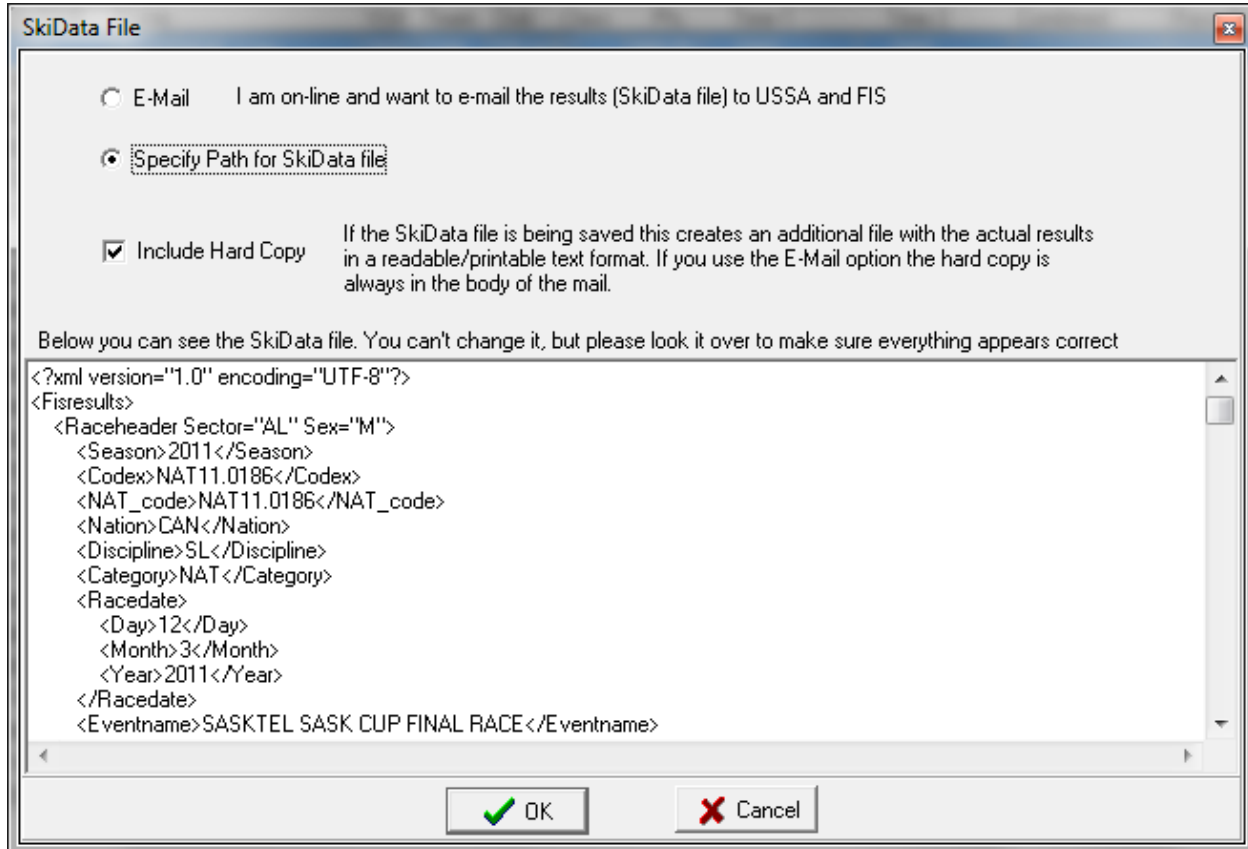 SkiData File
E-Mail I am on-line and want to e-mail the results (SkiData file) to USSA and FIS
Specify Path for SkiData file
Include Hard Copy
If the SkiData file is being saved this creates an additional file with the actual results
in a readable/printable text format. If you use the E-Mail option the hard copy is
always in the body of the mail.
Below you can see the SkiData file. You can't change it, but please look it over to make sure everything appears correct
<?xml version="1.0" encoding="UTF-8"?>
<Fisresults>
<Raceheader Sector="AL" Sex="M">
<Season>2011</Season>
<Codex>NAT11.0186</Codex>
<NAT_code>NAT11.0186</NAT_code>
<Nation>CAN</Nation>
<Discipline>SL</Discipline>
<Category>NAT</Category>
<Racedate>
<Day>12</Day>
<Month>3</Month>
<Year>2011</Year>
</Racedate>
<Eventname>SASKTEL SASK CUP FINAL RACE</Eventname>
OK Cancel